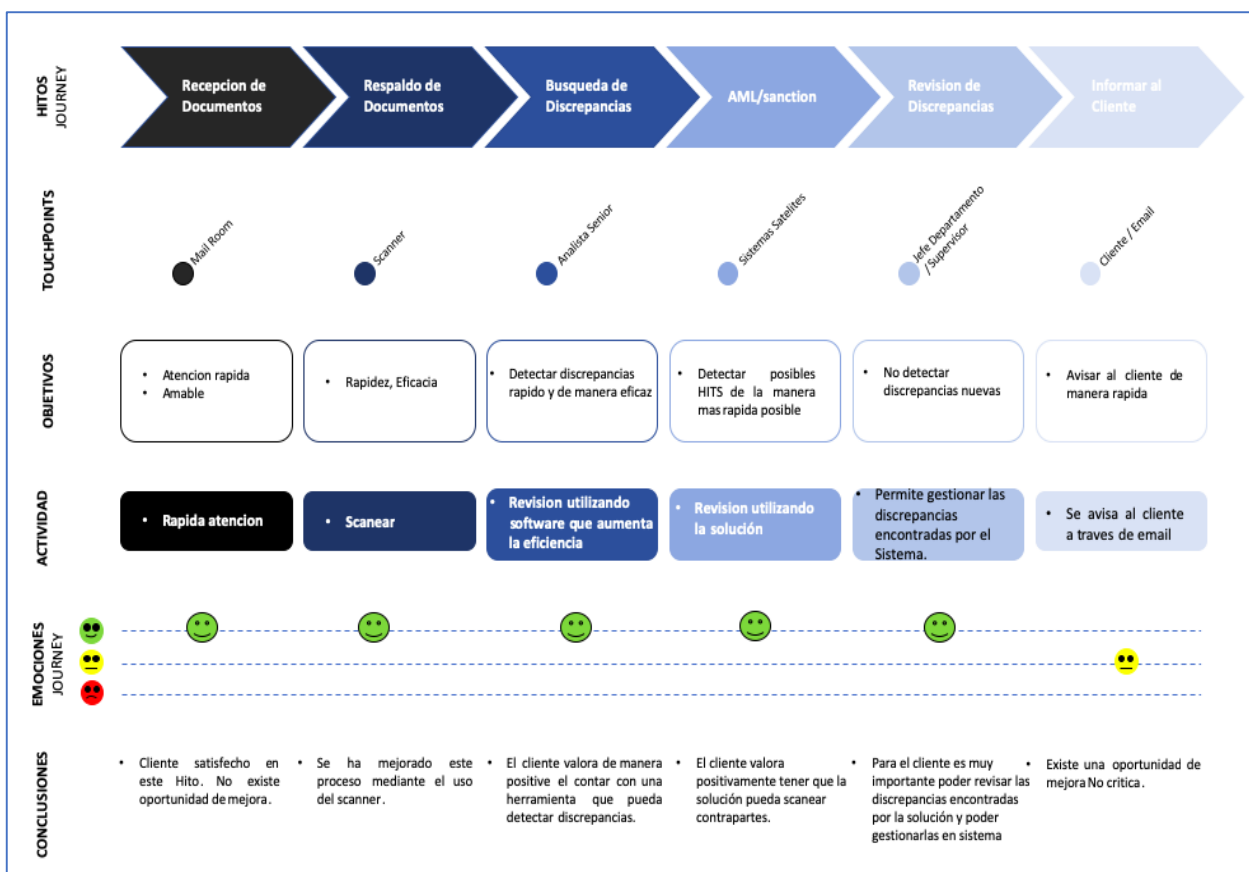 HITOS
JOURNEY
Recepcion de
Documentos
Respaldo de
Documentos
Busqueda de
Discrepancias
AML/sanction
Revision de
Discrepancias
Informar al
Cliente
TOUCHPOINTS
Mail Room
Scanner
Analista Senior
Sistemas Satelites
Jefe Departamento
/Supervisor
Cliente / Email
OBJETIVOS
• Atencion rapida
• Amable
• Rapidez, Eficacia
• Detectar discrepancias
rapido y de manera eficaz
• Detectar posibles
HITS de la manera
mas rapida posible
• No detectar
discrepancias nuevas
• Avisar al cliente de
manera rapida
ACTIVIDAD
• Rapida atencion
• Scanear
• Revision utilizando
software que aumenta
la eficiencia
• Revision utilizando
la solución
• Permite gestionar las
discrepancias
encontradas por el
Sistema.
• Se avisa al cliente
a traves de email
EMOCIONES
JOURNEY
CONCLUSIONES
• Cliente satisfecho en
este Hito. No existe
oportunidad de mejora.
• Se ha mejorado este
proceso mediante el uso
del scanner.
• El cliente valora de manera
positive el contar con una
herramienta que pueda
detectar discrepancias.
• El cliente valora
positivamente tener que la
solución pueda scanear
contrapartes.
• Para el cliente es muy
importante poder revisar las
discrepancias encontradas
por la solución y poder
gestionarlas en sistema
• Existe una oportunidad de
mejora No critica.